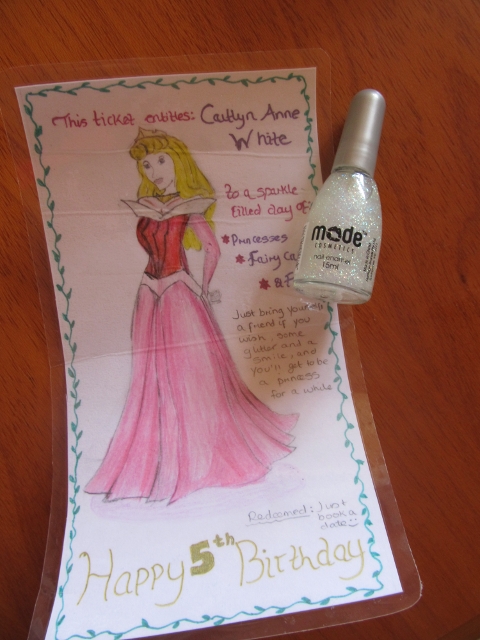 This ticket entitles: Caitlyn Anne
White
To a sparkle
filled day of
Princesses
Fairy
Just bring yourself
a friend if you
wish, some
glitter and a
smile, and
you'll get to be
a princess
for a while
Redeemed: Just
book a
date
Happy 5th Birthday
mode
COSMETICS
nail enamel
15ml